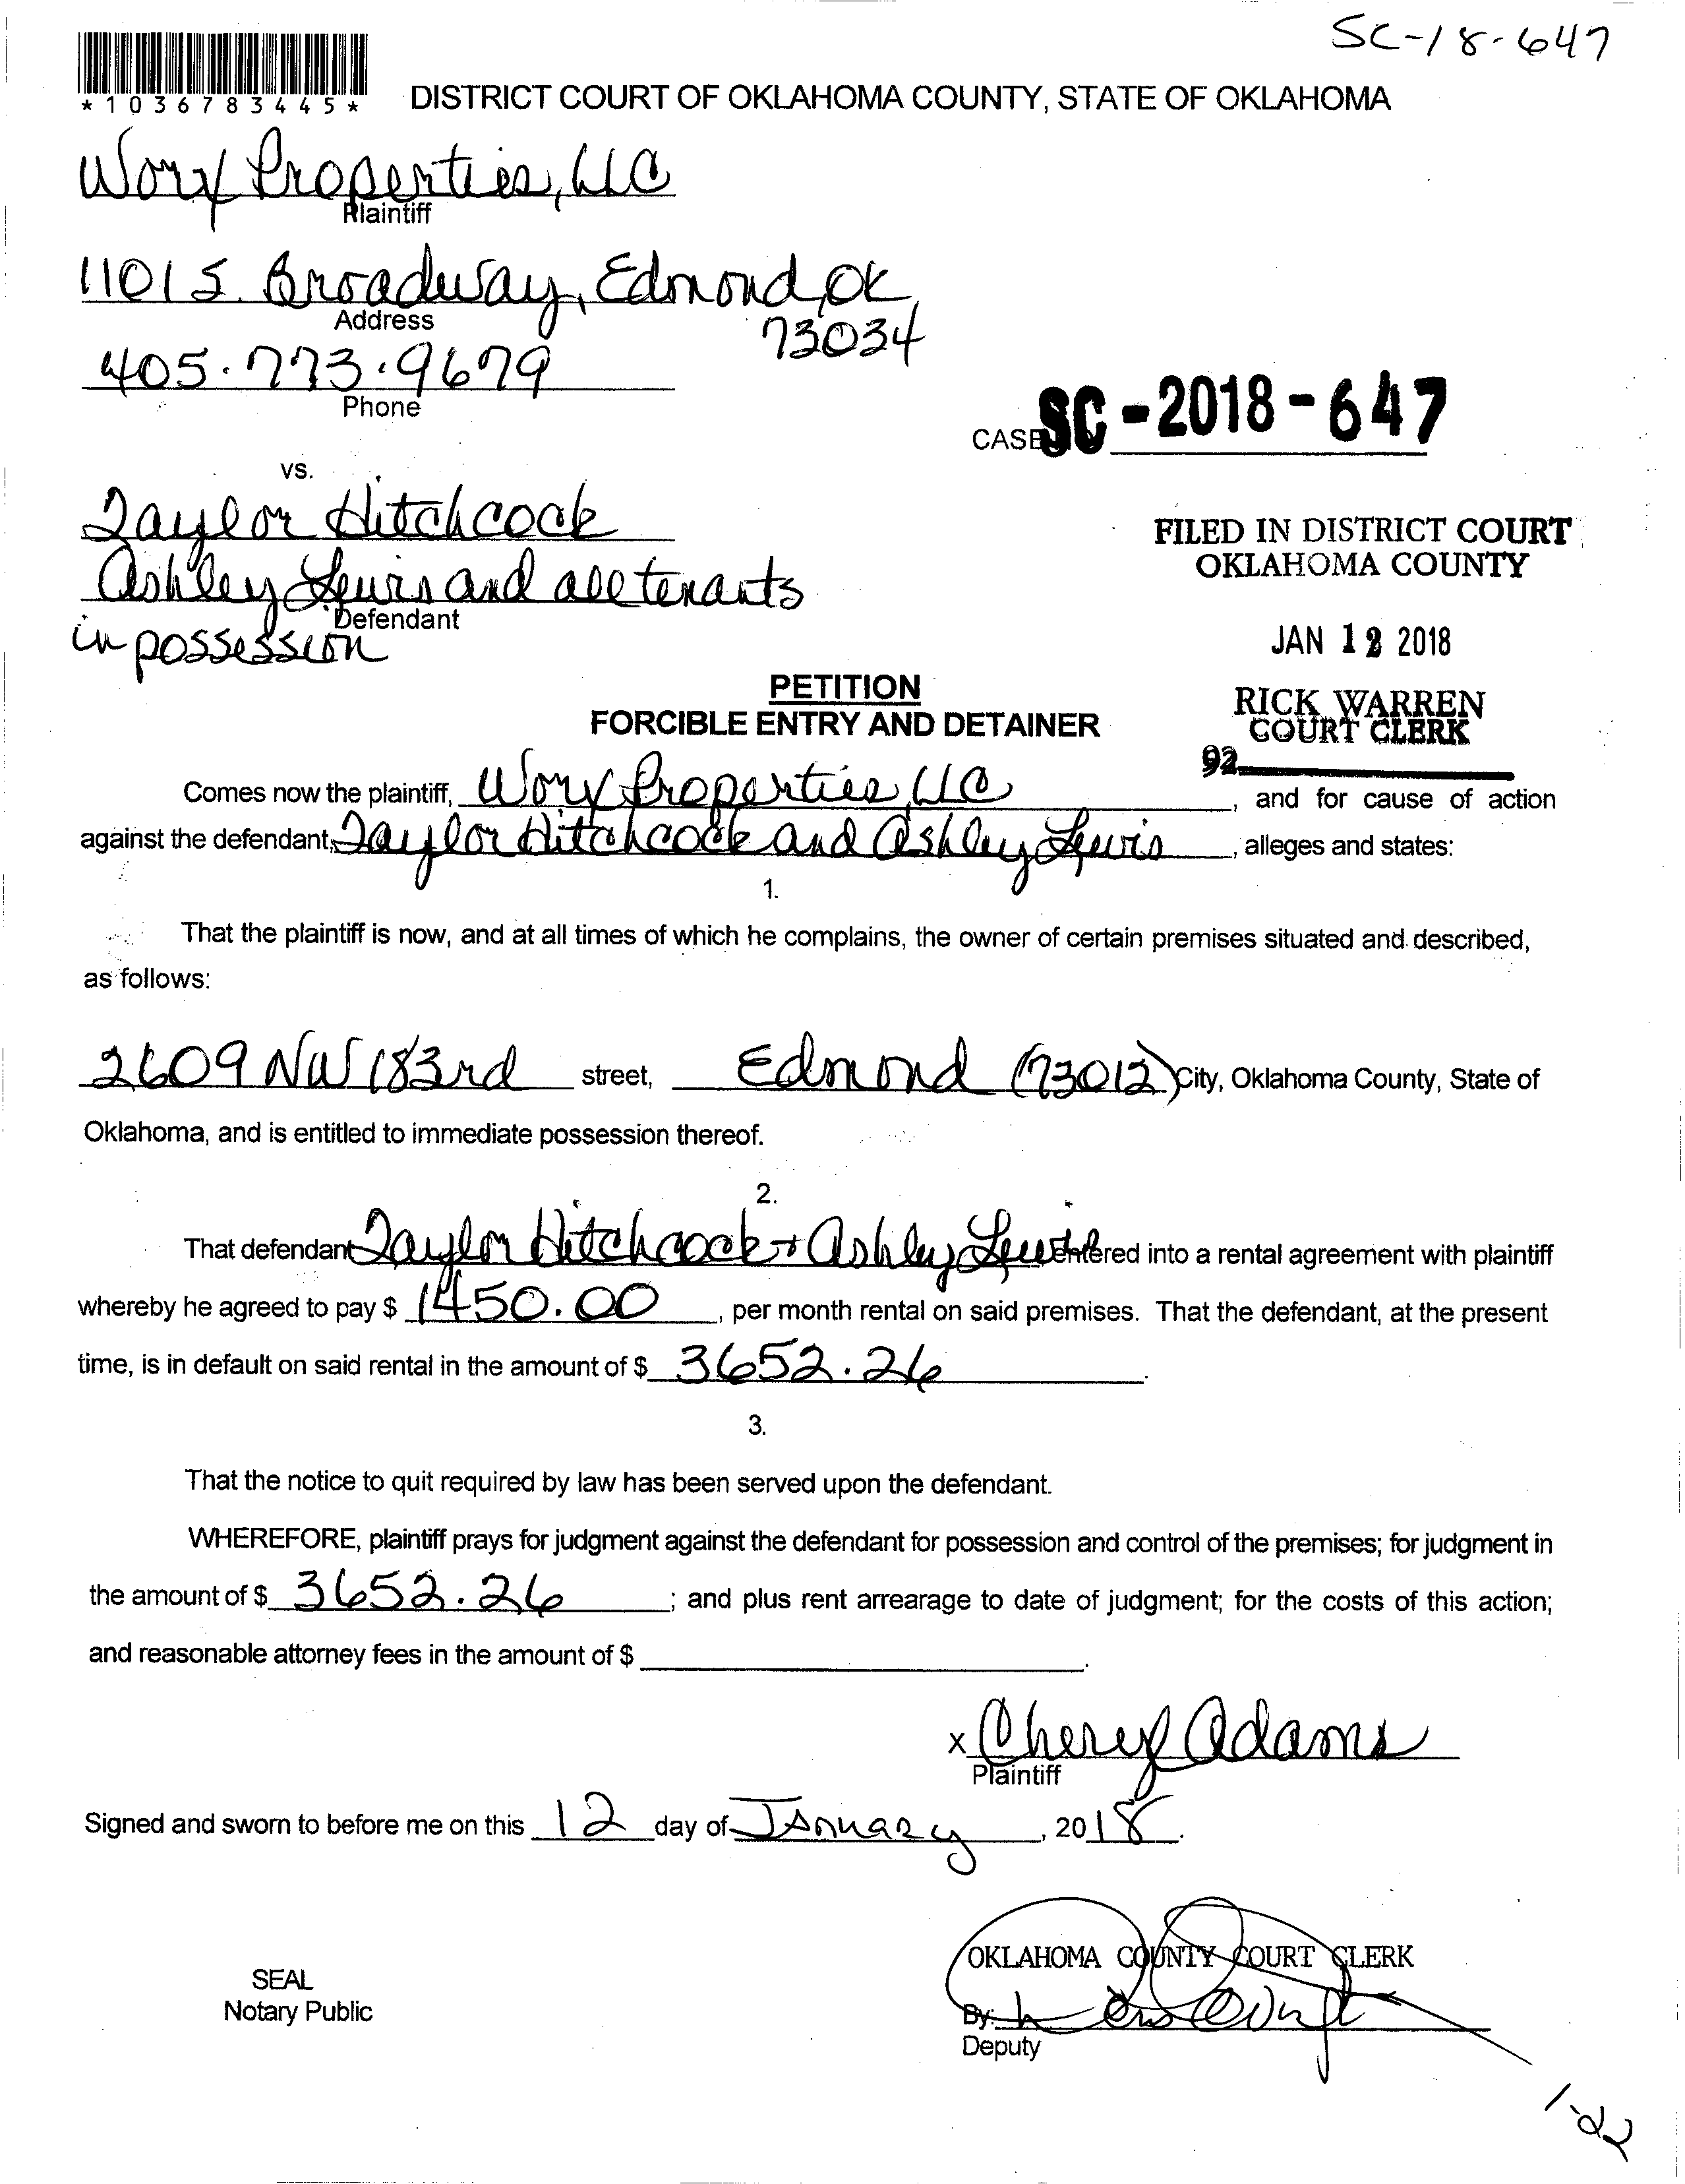 SC-18-647
*1036783445*
DISTRICT COURT OF OKLAHOMA COUNTY, STATE OF OKLAHOMA
Worx Properties, LLC
Plaintiff
1101 S. Broadway, Edmond, OK
73034
Address
405.773.9679
Phone
CASE SC-2018-647
vs.
Taylor Hitchcock
Ashley Lewis and all tenants
Defendant
in possession
FILED IN DISTRICT COURT
OKLAHOMA COUNTY
JAN 12 2018
RICK WARREN
COURT CLERK
92
PETITION
FORCIBLE ENTRY AND DETAINER
Comes now the plaintiff, Worx Properties, LLC, and for cause of action
against the defendant, Taylor Hitchcock and Ashley Lewis, alleges and states:
1.
That the plaintiff is now, and at all times of which he complains, the owner of certain premises situated and described,
as follows:
2609 NW 183rd street, Edmond (73012) City, Oklahoma County, State of
Oklahoma, and is entitled to immediate possession thereof.
2.
That defendant Taylor Hitchcock + Ashley Lewis entered into a rental agreement with plaintiff
whereby he agreed to pay $ 1450.00, per month rental on said premises. That the defendant, at the present
time, is in default on said rental in the amount of $ 3652.26.
3.
That the notice to quit required by law has been served upon the defendant.
WHEREFORE, plaintiff prays for judgment against the defendant for possession and control of the premises; for judgment in
the amount of $ 3652.26; and plus rent arrearage to date of judgment; for the costs of this action;
and reasonable attorney fees in the amount of $ .
x Cheryl Adams
Plaintiff
Signed and sworn to before me on this 12 day of January, 2018.
OKLAHOMA COUNTY COURT CLERK
SEAL
Notary Public
By:
Deputy
1-22